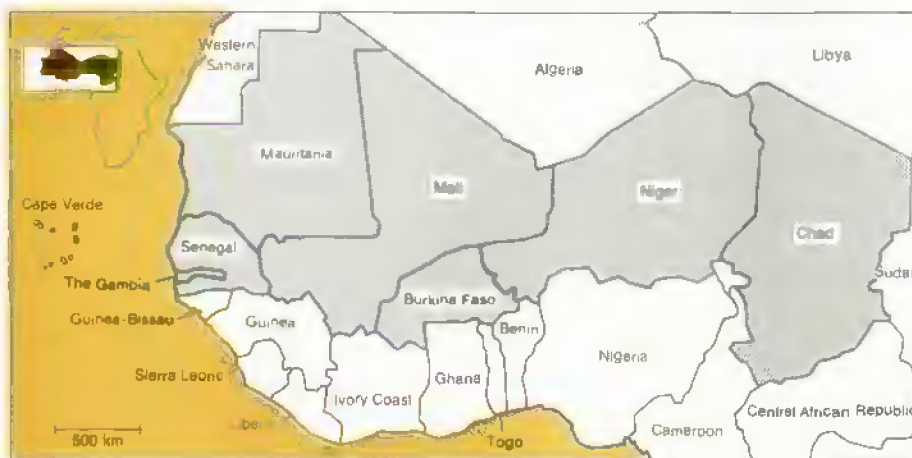 Western
Sahara
Algeria
Libya
Mauritania
Mali
Niger
Chad
Cape Verde
Senegal
Sudan
The Gambia
Burkina Faso
Guinea-Bissau
Guinea
Benin
Nigeria
Sierra Leone
Ivory Coast
Ghana
Central African Republic
Cameroon
Togo
500 km